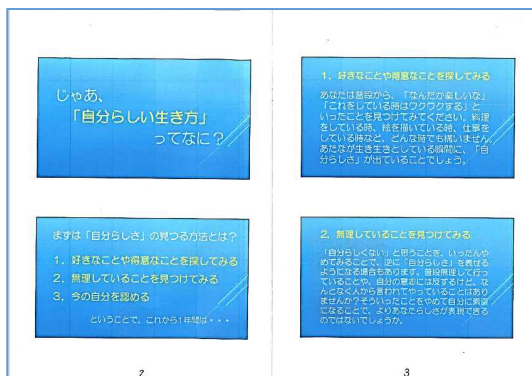 じゃあ、
「自分らしい生き方」
ってなに？
まずは「自分らしさ」の見つる方法とは？
1．好きなことや得意なことを探してみる
2．無理していることを見つけてみる
3．今の自分を認める
ということで、これから1年間は・・・
2
1．好きなことや得意なことを探してみる
あなたは普段から、「なんだか楽しいな」
「これをしている時はワクワクする」と
いったことを見つけてみてください。料理
をしている時、絵を描いている時、仕事を
している時など、どんな時でも構いません。
あたなが生き生きとしている瞬間に、「自
分らしさ」が出ていることでしょう。
2．無理していることを見つけてみる
「自分らしくない」と思うことを、いったんや
めてみることで、逆に「自分らしさ」を表せる
ようになる場合もあります。普段無理して行っ
ていることや、自分の意志には反するけど、な
んとなく人から言われてやっていることはあり
ませんか？そういったことをやめて自分に素直
になることで、よりあなたらしさが表現できる
のではないでしょうか。
3